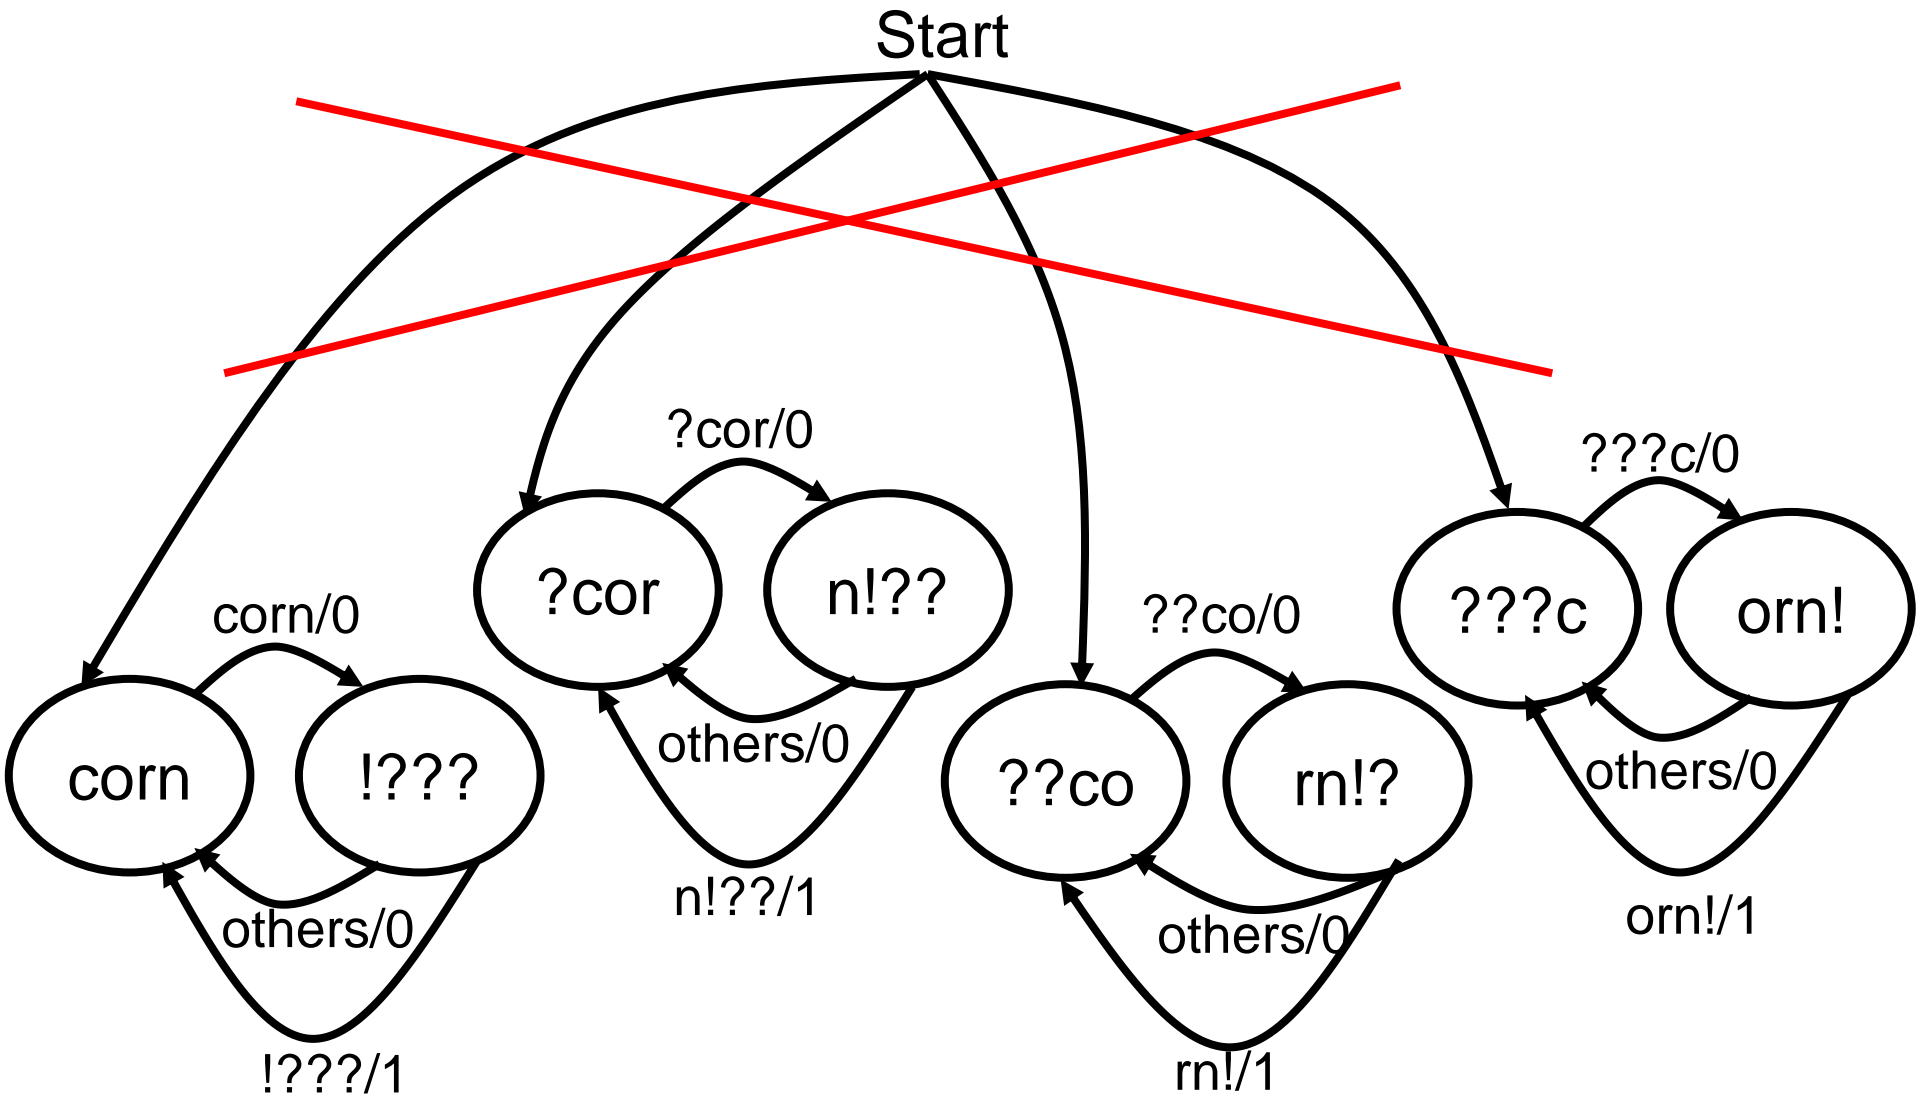 Start
?cor/0
???c/0
?cor
n!??
corn/0
??co/0
???c
orn!
corn
!???
others/0
??co
rn!?
others/0
others/0
n!??/1
others/0
orn!/1
!???/1
rn!/1